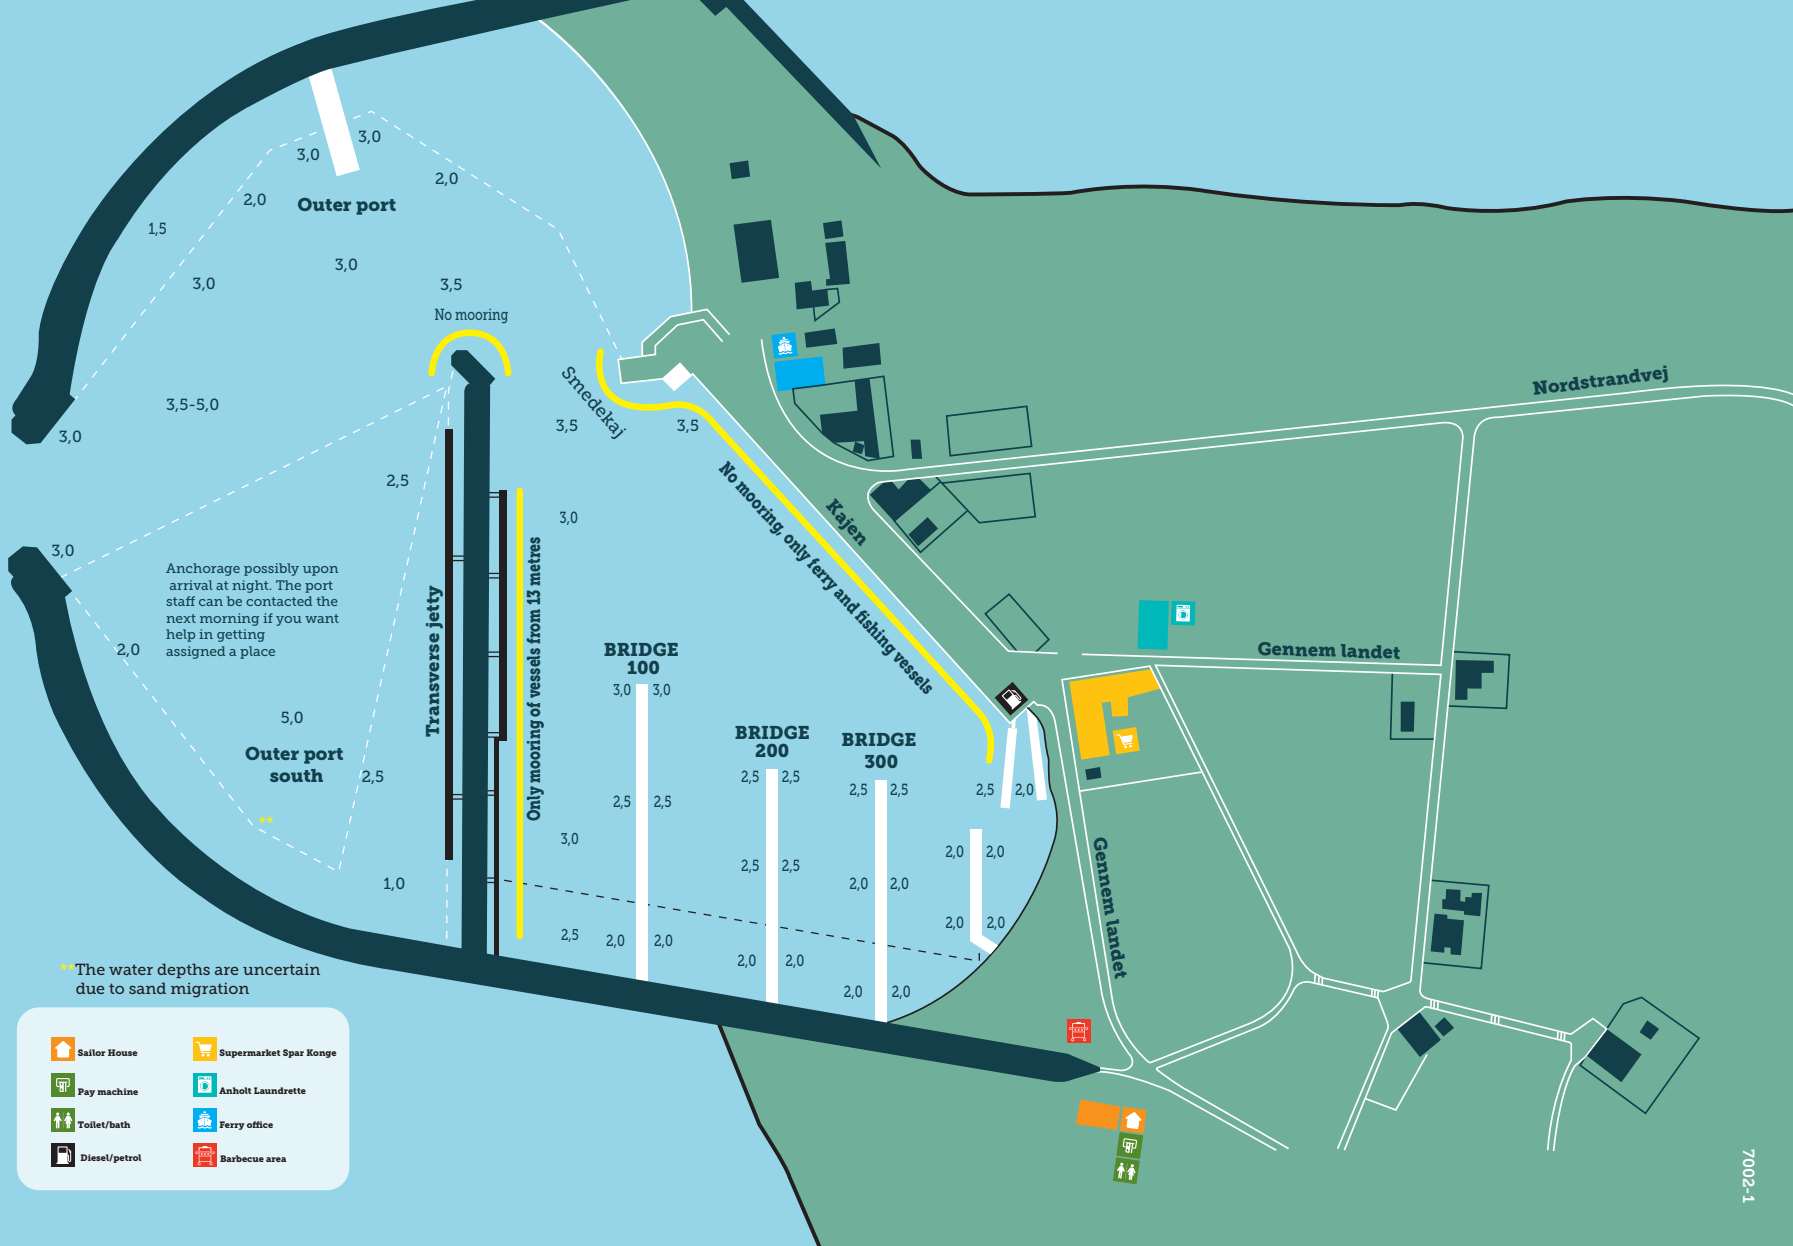 3,0
3,0
2,0
2,0
Outer port
1,5
3,0
3,0
3,5
No mooring
Smedekaj
Nordstrandvej
3,5-5,0
3,0
3,5
3,5
2,5
No mooring, only ferry and fishing vessels
Kajen
3,0
3,0
Anchorage possibly upon
arrival at night. The port
staff can be contacted the
next morning if you want
help in getting
assigned a place
Transverse jetty
Only mooring of vessels from 13 metres
2,0
BRIDGE
100
3,0
3,0
Gennem landet
5,0
Outer port
south
2,5
BRIDGE
200
BRIDGE
300
2,5
2,5
2,5
2,5
2,5
2,0
2,5
2,5
**
3,0
2,0
2,0
2,5
2,5
2,0
2,0
1,0
Gennem landet
2,5
2,0
2,0
2,0
2,0
2,0
2,0
2,0
2,0
**The water depths are uncertain
due to sand migration
Sailor House
Supermarket Spar Konge
Pay machine
Anholt Laundrette
Toilet/bath
Ferry office
Diesel/petrol
Barbecue area
7002-1